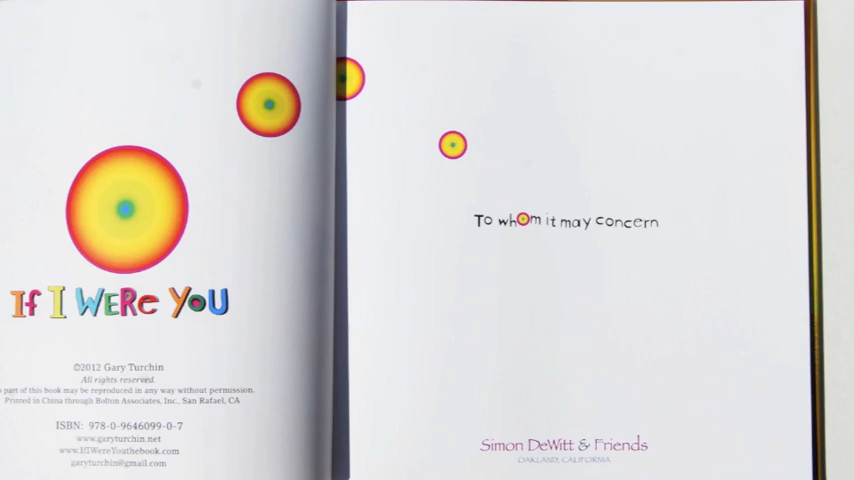 If I WERe YoU
©2012 Gary Turchin
All rights reserved.
part of this book may be reproduced in any way without permission.
Printed in China through Bolton Associates, Inc., San Rafael, CA
ISBN: 978-0-9646099-0-7
www.garyturchin.net
www.IfIWereYouthebook.com
garyturchin@gmail.com
To whom it may concern
Simon DeWitt & Friends
OAKLAND, CALIFORNIA